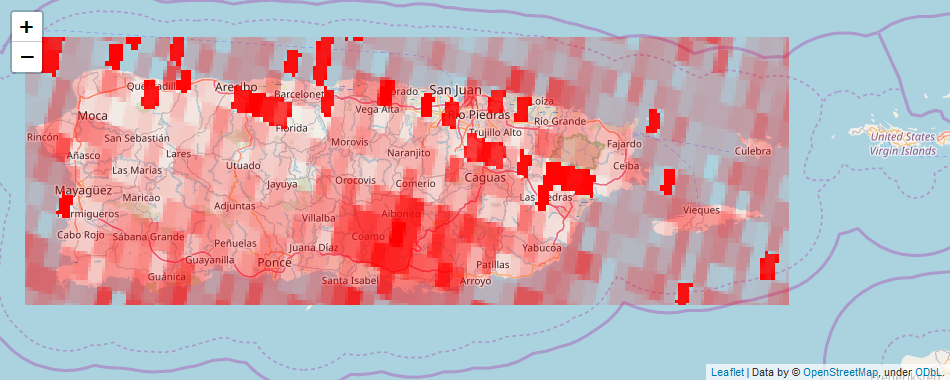 +
−
Quebradillas
Arecibo
Barceloneta
Dorado
San Juan
Loíza
Moca
Vega Alta
Río Piedras
Río Grande
Florida
Rincón
San Sebastián
Morovis
Trujillo Alto
Fajardo
Añasco
Lares
Naranjito
Culebra
United States
Virgin Islands
Las Marías
Utuado
Ceiba
Mayagüez
Jayuya
Orocovis
Comerío
Caguas
Maricao
Las Piedras
Adjuntas
Villalba
Aibonito
Vieques
Cabo Rojo
Sábana Grande
Peñuelas
Juana Díaz
Coamo
Yabucoa
Guayanilla
Ponce
Patillas
Guánica
Santa Isabel
Arroyo
Leaflet | Data by © OpenStreetMap, under ODbL.